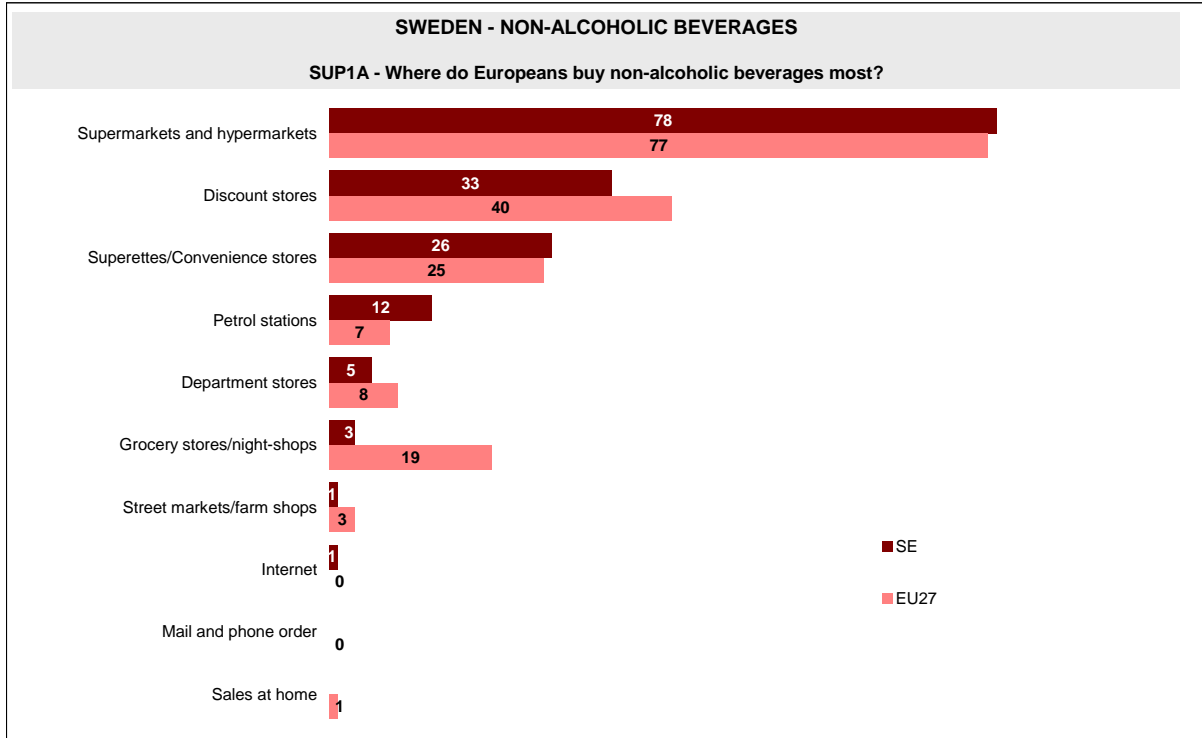 SWEDEN - NON-ALCOHOLIC BEVERAGES
SUP1A - Where do Europeans buy non-alcoholic beverages most?
Supermarkets and hypermarkets
78
77
Discount stores
33
40
Superettes/Convenience stores
26
25
Petrol stations
12
7
Department stores
5
8
Grocery stores/night-shops
3
19
Street markets/farm shops
1
3
Internet
1
0
Mail and phone order
0
Sales at home
1
SE
EU27